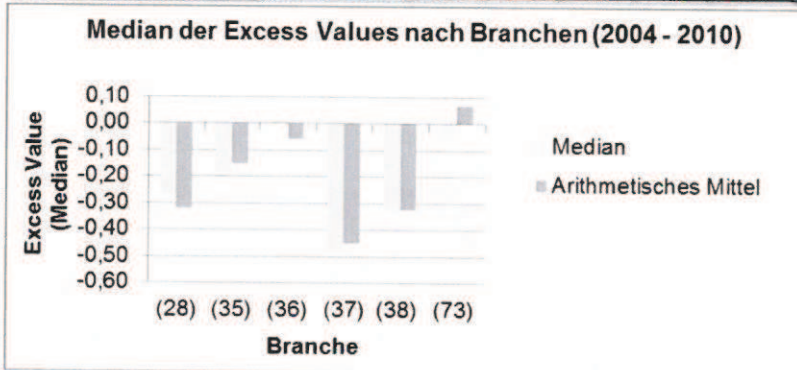 Median der Excess Values nach Branchen (2004 - 2010)
Excess Value
(Median)
0,10
0,00
-0,10
-0,20
-0,30
-0,40
-0,50
-0,60
(28) (35) (36) (37) (38) (73)
Branche
Median
Arithmetisches Mittel